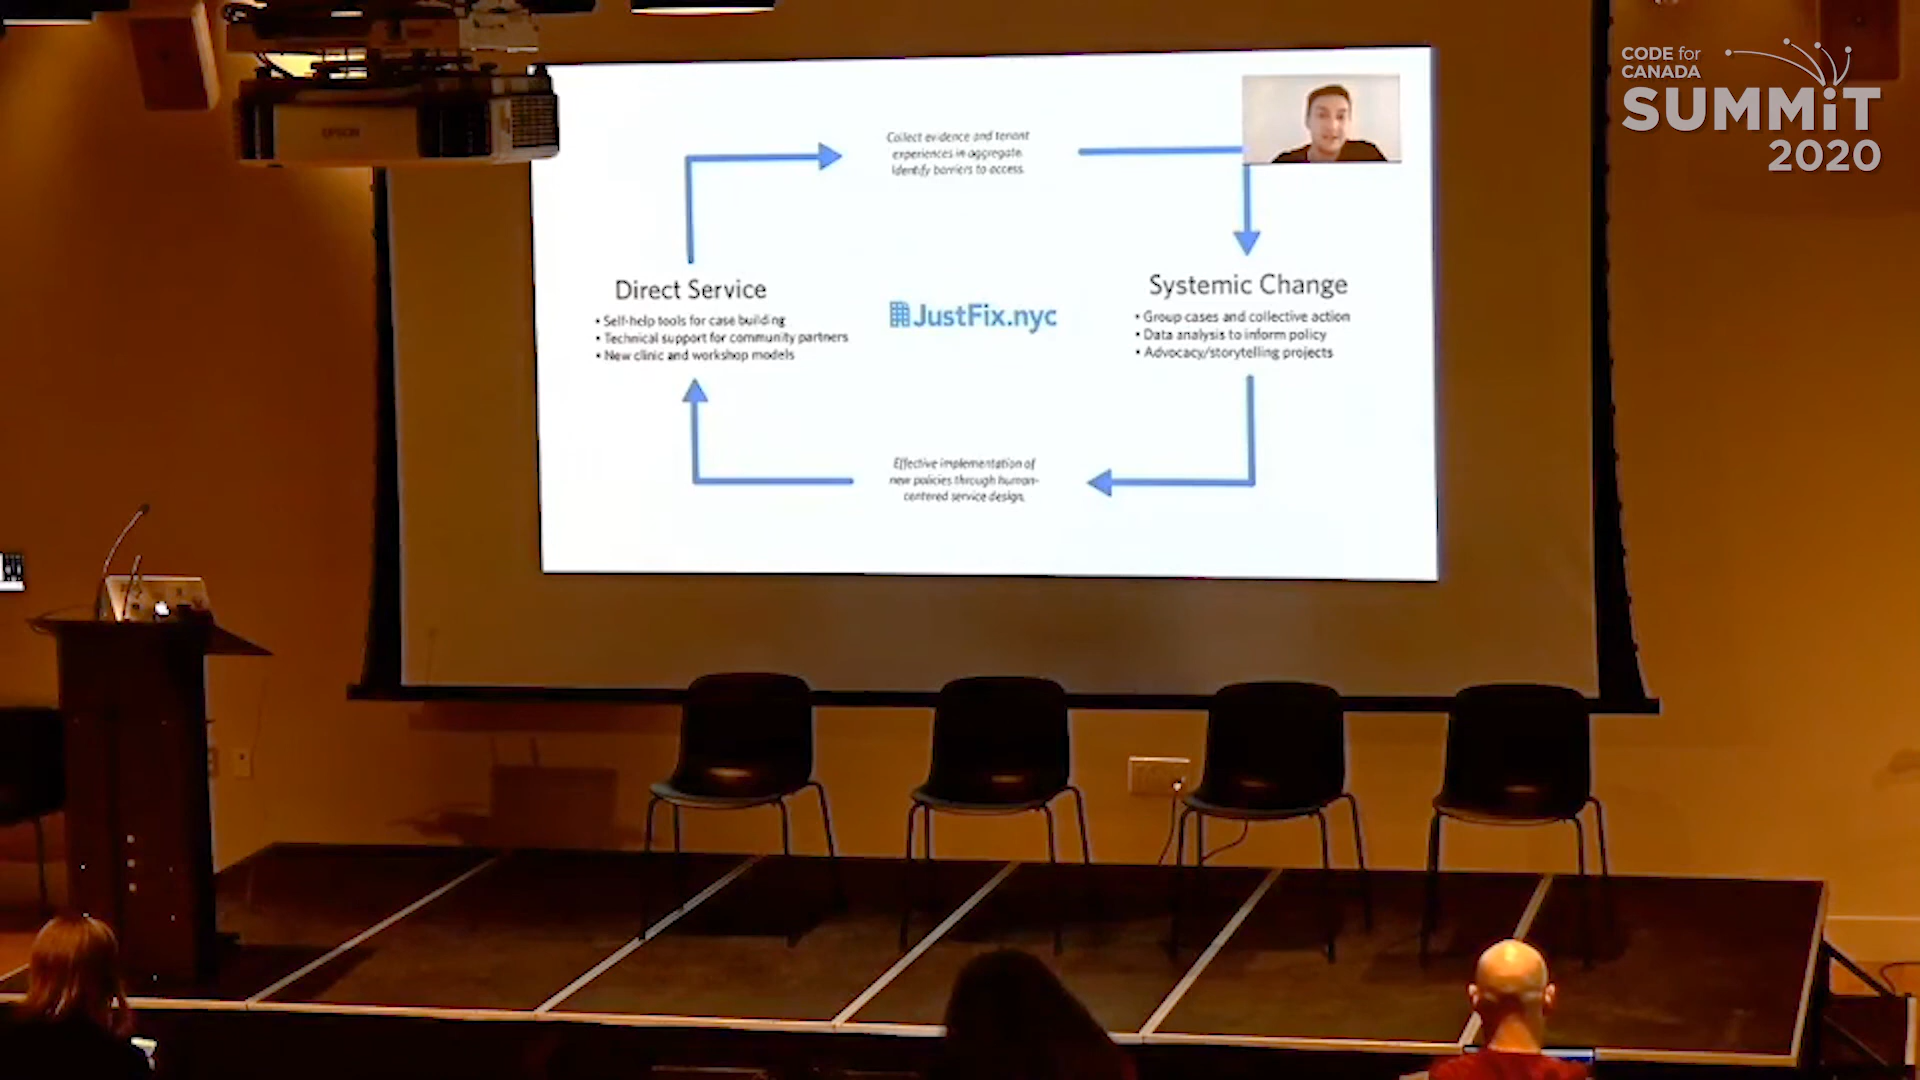 CODE for
CANADA
SUMMiT
2020
EPSON
Collect evidence and tenant
experiences in aggregate.
Identify barriers to access.
Direct Service
• Self-help tools for case building
• Technical support for community partners
• New clinic and workshop models
JustFix.nyc
Systemic Change
• Group cases and collective action
• Data analysis to inform policy
• Advocacy/storytelling projects
Effective implementation of
new policies through human-
centered service design.